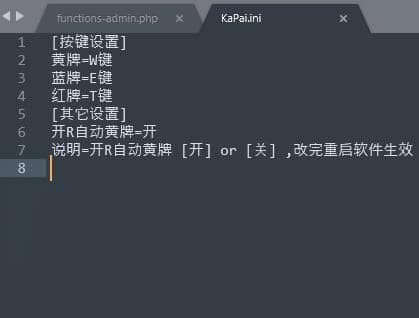 functions-admin.php
KaPai.ini
1 [按键设置]
2 黄牌=W键
3 蓝牌=E键
4 红牌=T键
5 [其它设置]
6 开R自动黄牌=开
7 说明=开R自动黄牌 [开] or [关] ,改完重启软件生效
8